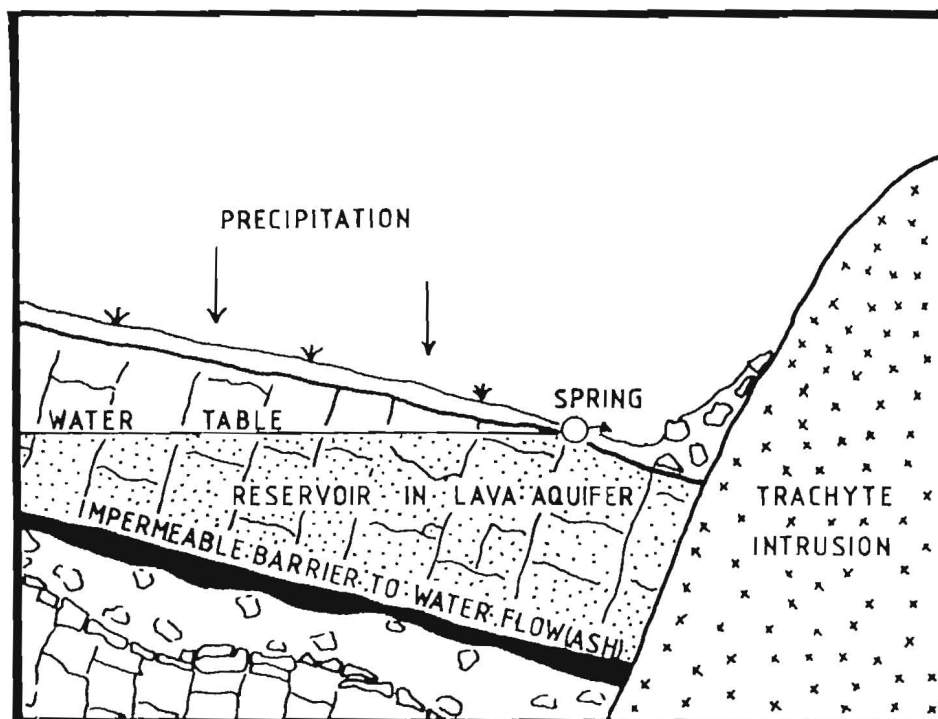 PRECIPITATION
SPRING
WATER TABLE
RESERVOIR IN LAVA AQUIFER
TRACHYTE
INTRUSION
IMPERMEABLE BARRIER TO WATER FLOW (ASH)